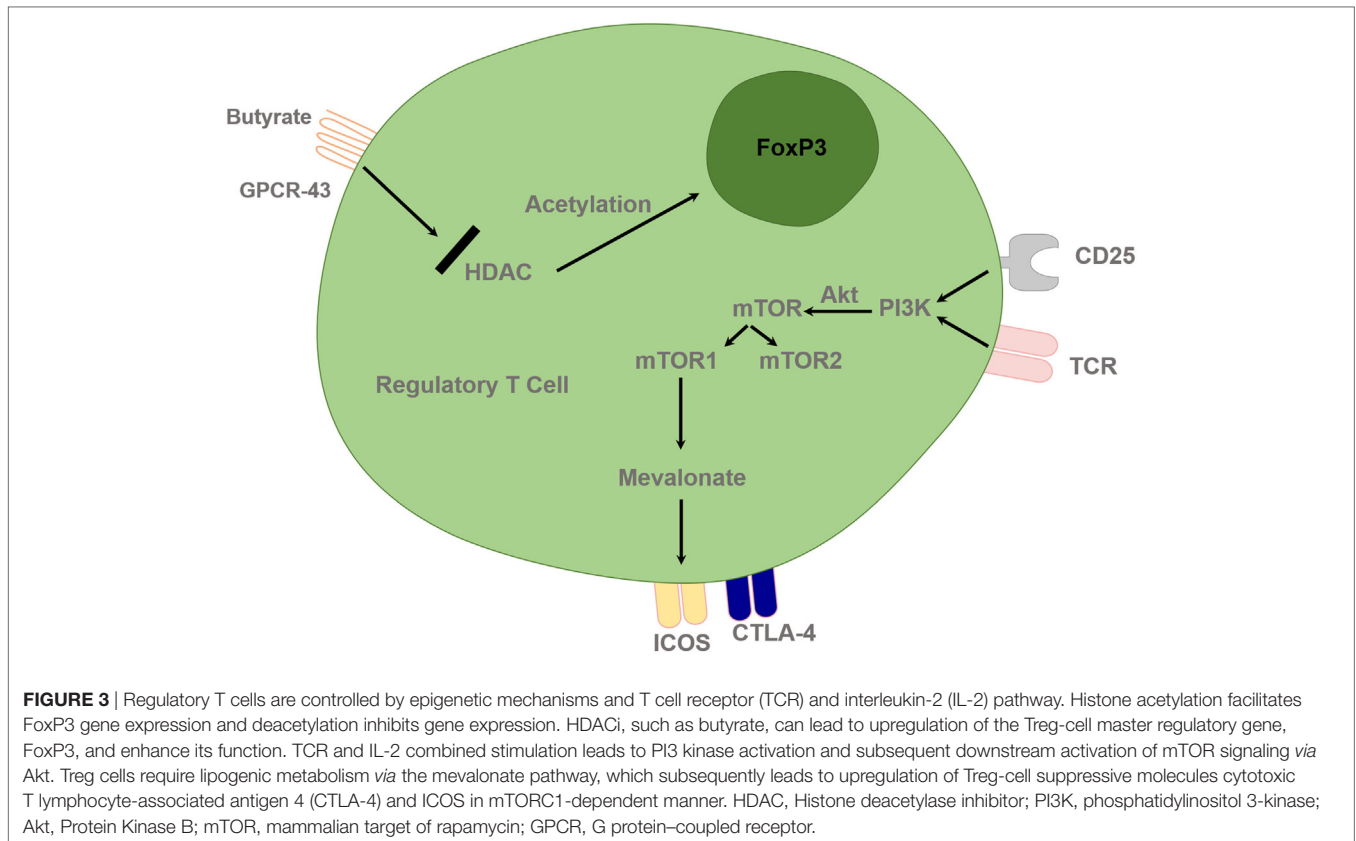 Butyrate
GPCR-43
Acetylation
HDAC
FoxP3
CD25
TCR
Akt
mTOR
PI3K
mTOR1
mTOR2
Regulatory T Cell
Mevalonate
ICOS
CTLA-4
FIGURE 3 | Regulatory T cells are controlled by epigenetic mechanisms and T cell receptor (TCR) and interleukin-2 (IL-2) pathway. Histone acetylation facilitates
FoxP3 gene expression and deacetylation inhibits gene expression. HDACi, such as butyrate, can lead to upregulation of the Treg-cell master regulatory gene,
FoxP3, and enhance its function. TCR and IL-2 combined stimulation leads to PI3 kinase activation and subsequent downstream activation of mTOR signaling via
Akt. Treg cells require lipogenic metabolism via the mevalonate pathway, which subsequently leads to upregulation of Treg-cell suppressive molecules cytotoxic
T lymphocyte-associated antigen 4 (CTLA-4) and ICOS in mTORC1-dependent manner. HDAC, Histone deacetylase inhibitor; PI3K, phosphatidylinositol 3-kinase;
Akt, Protein Kinase B; mTOR, mammalian target of rapamycin; GPCR, G protein–coupled receptor.